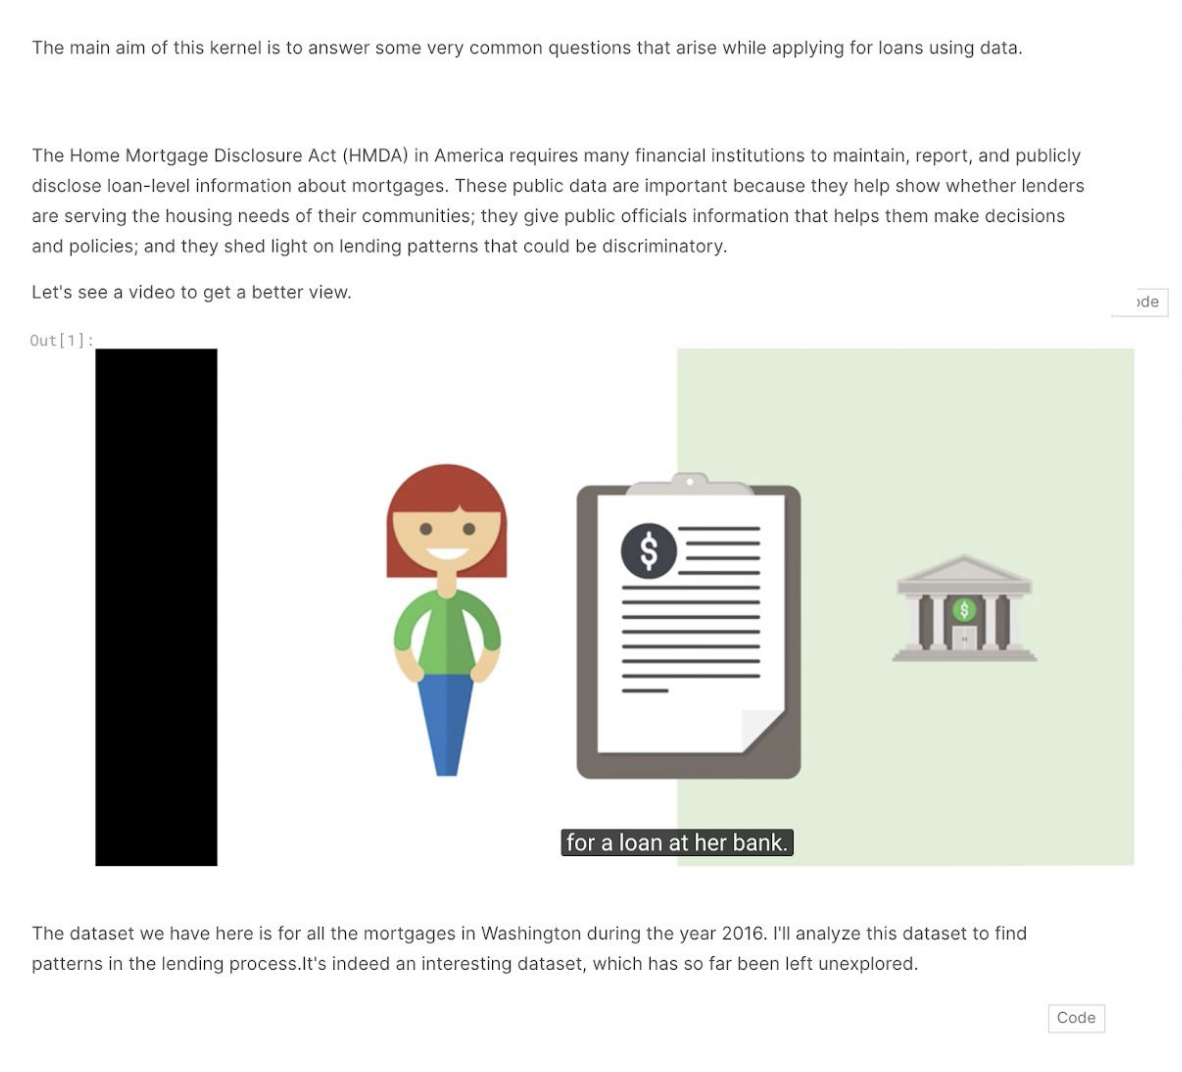 The main aim of this kernel is to answer some very common questions that arise while applying for loans using data.
The Home Mortgage Disclosure Act (HMDA) in America requires many financial institutions to maintain, report, and publicly
disclose loan-level information about mortgages. These public data are important because they help show whether lenders
are serving the housing needs of their communities; they give public officials information that helps them make decisions
and policies; and they shed light on lending patterns that could be discriminatory.
Let's see a video to get a better view.
ode
Out[1]:
$
$
for a loan at her bank.
The dataset we have here is for all the mortgages in Washington during the year 2016. I'll analyze this dataset to find
patterns in the lending process.It's indeed an interesting dataset, which has so far been left unexplored.
Code